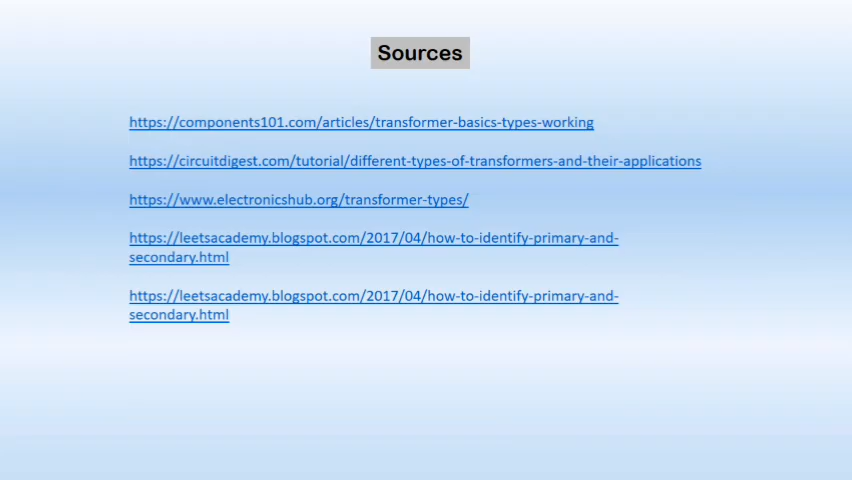 Sources
https://components101.com/articles/transformer-basics-types-working
https://circuitdigest.com/tutorial/different-types-of-transformers-and-their-applications
https://www.electronicshub.org/transformer-types/
https://leetsacademy.blogspot.com/2017/04/how-to-identify-primary-and-
secondary.html
https://leetsacademy.blogspot.com/2017/04/how-to-identify-primary-and-
secondary.html